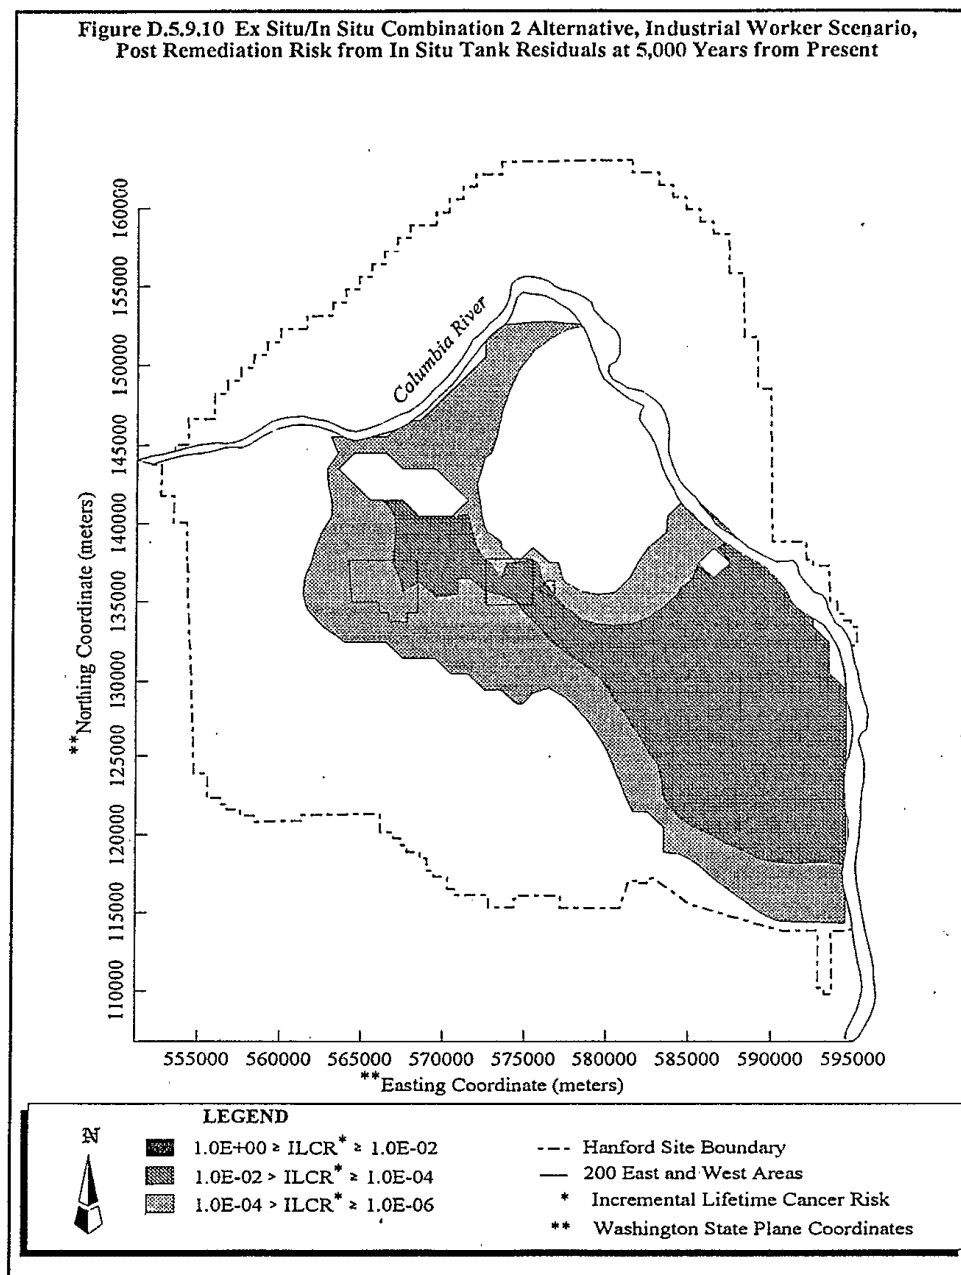 Figure D.5.9.10 Ex Situ/In Situ Combination 2 Alternative, Industrial Worker Scenario,
Post Remediation Risk from In Situ Tank Residuals at 5,000 Years from Present
160000
155000
150000
145000
140000
135000
130000
125000
120000
115000
110000
**Northing Coordinate (meters)
Columbia River
555000 560000 565000 570000 575000 580000 585000 590000 595000
**Easting Coordinate (meters)
LEGEND
N
1.0E+00 ≥ ILCR* ≥ 1.0E-02
1.0E-02 > ILCR* ≥ 1.0E-04
1.0E-04 > ILCR* ≥ 1.0E-06
Hanford Site Boundary
200 East and West Areas
* Incremental Lifetime Cancer Risk
** Washington State Plane Coordinates